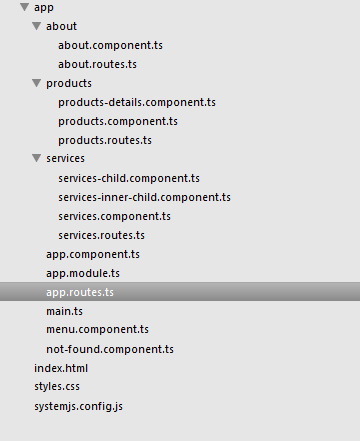 app
about
about.component.ts
about.routes.ts
products
products-details.component.ts
products.component.ts
products.routes.ts
services
services-child.component.ts
services-inner-child.component.ts
services.component.ts
services.routes.ts
app.component.ts
app.module.ts
app.routes.ts
main.ts
menu.component.ts
not-found.component.ts
index.html
styles.css
systemjs.config.js